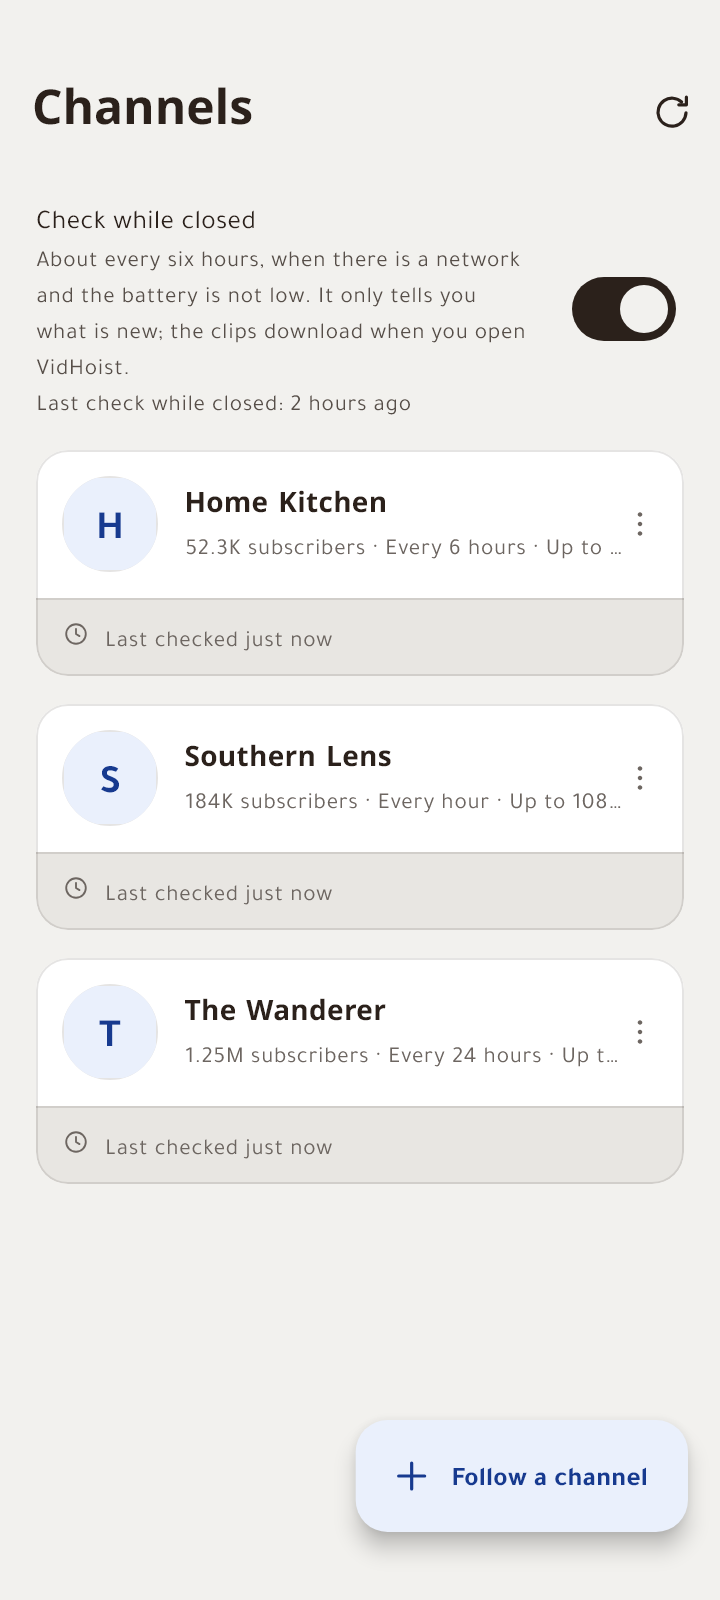 Channels
Check while closed
About every six hours, when there is a network
and the battery is not low. It only tells you
what is new; the clips download when you open
VidHoist.
Last check while closed: 2 hours ago
H
Home Kitchen
52.3K subscribers · Every 6 hours · Up to …
Last checked just now
S
Southern Lens
184K subscribers · Every hour · Up to 108…
Last checked just now
T
The Wanderer
1.25M subscribers · Every 24 hours · Up t…
Last checked just now
Follow a channel